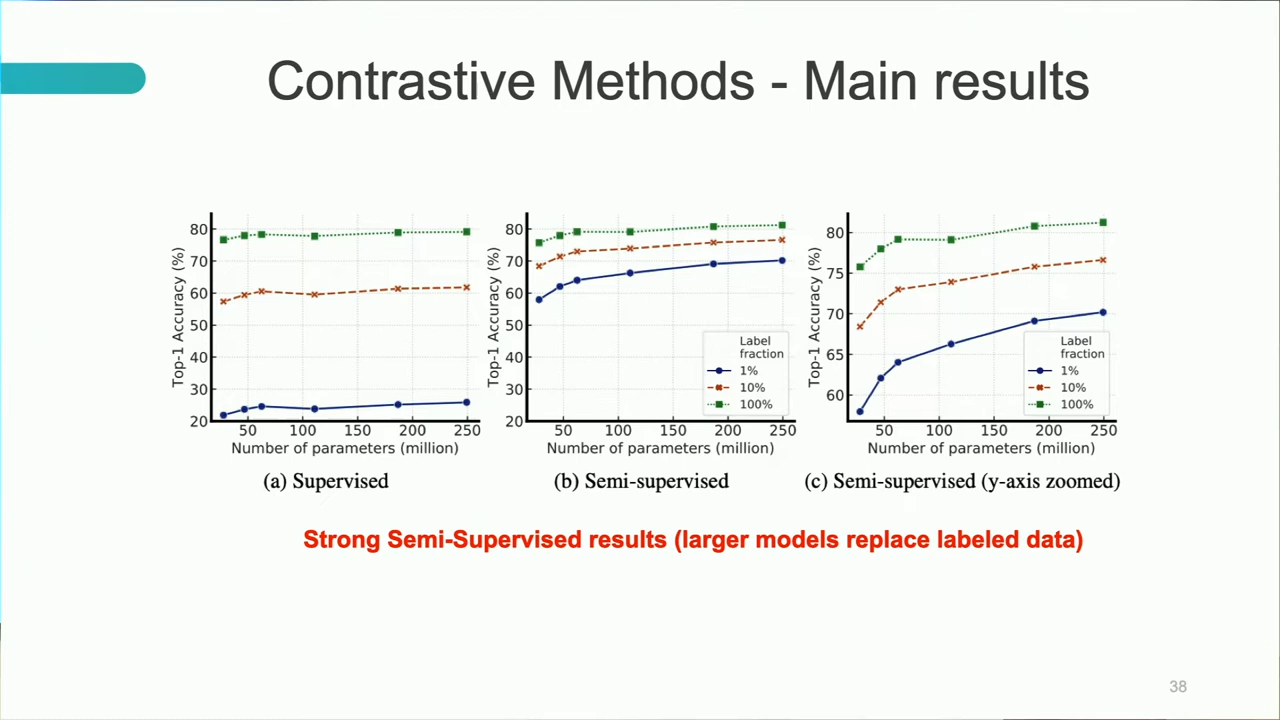 Contrastive Methods - Main results
80
70
60
50
40
30
20
Top-1 Accuracy (%)
50 100 150 200 250
Number of parameters (million)
(a) Supervised
80
70
60
50
40
30
20
Top-1 Accuracy (%)
Label
fraction
1%
10%
100%
50 100 150 200 250
Number of parameters (million)
(b) Semi-supervised
80
75
70
65
60
Top-1 Accuracy (%)
Label
fraction
1%
10%
100%
50 100 150 200 250
Number of parameters (million)
(c) Semi-supervised (y-axis zoomed)
Strong Semi-Supervised results (larger models replace labeled data)
38